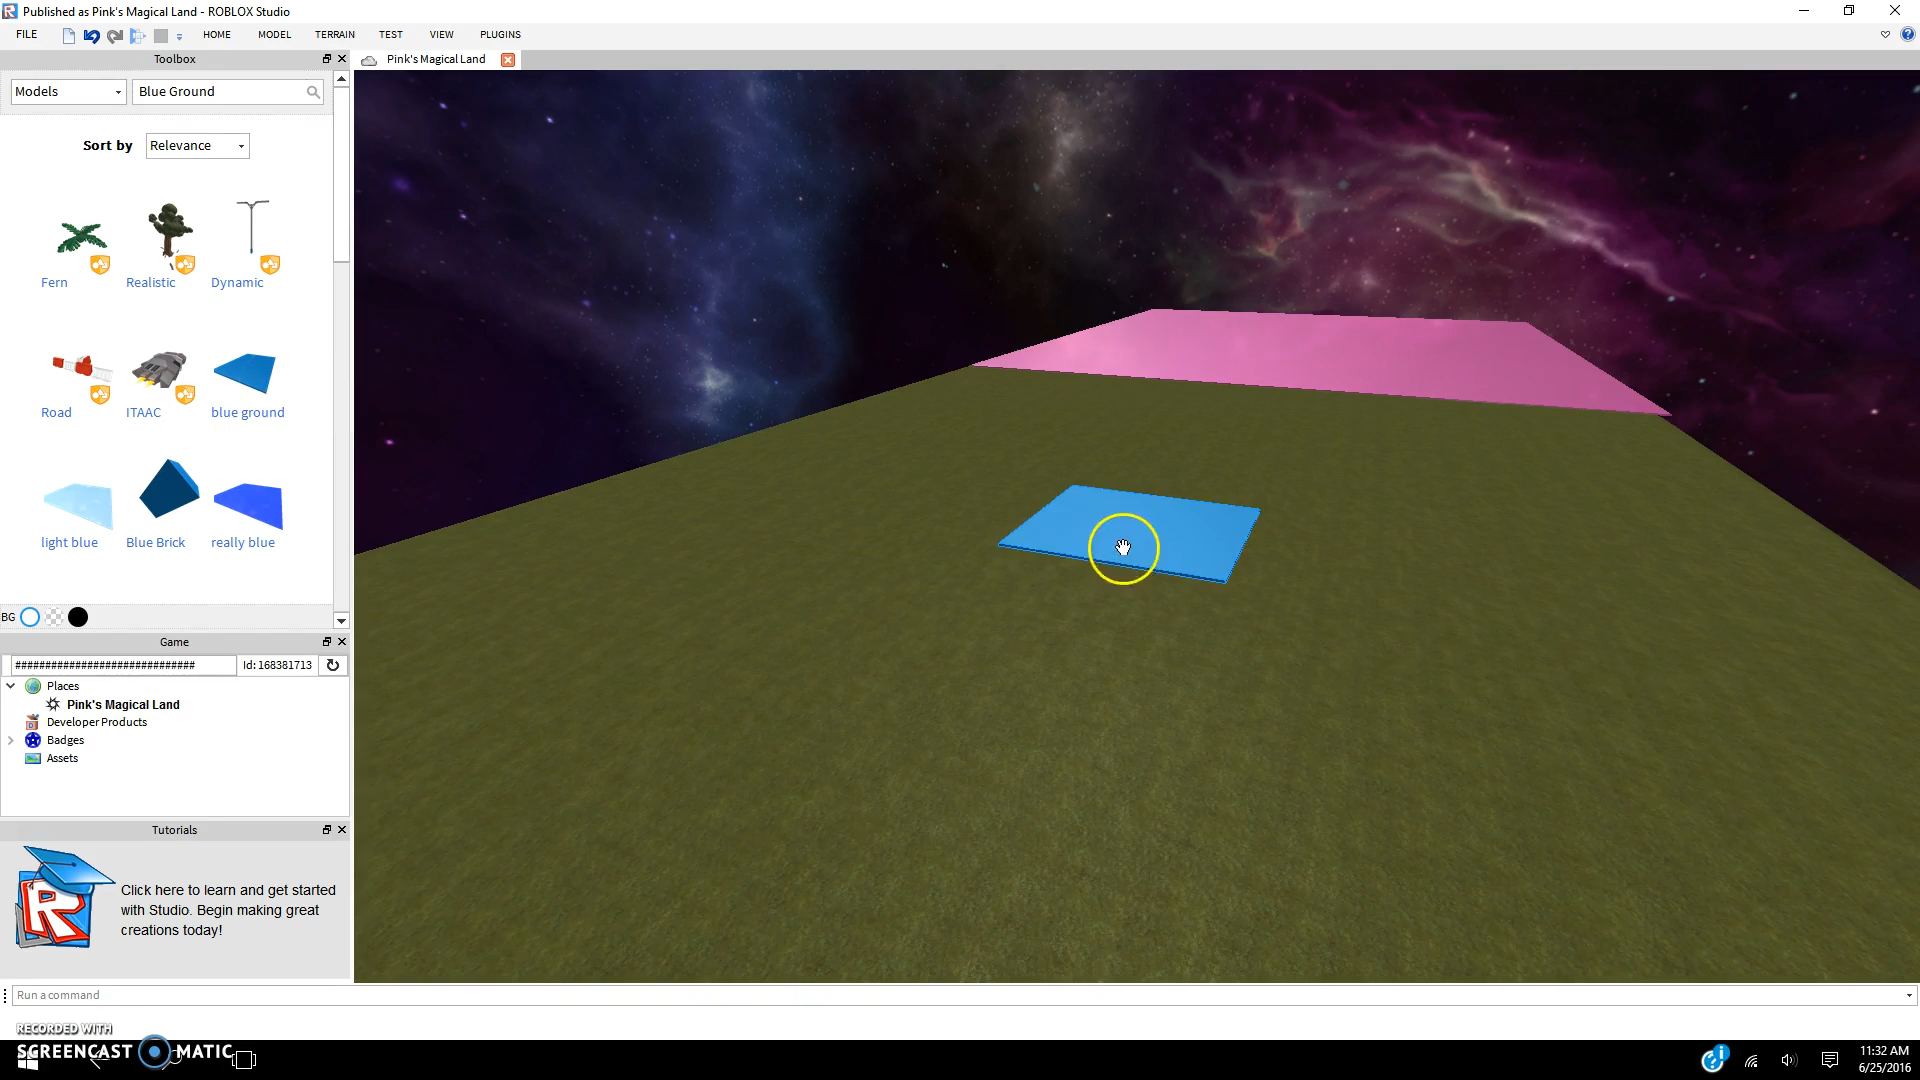 Published as Pink's Magical Land - ROBLOX Studio
FILE HOME MODEL TERRAIN TEST VIEW PLUGINS
Toolbox
Pink's Magical Land
Models Blue Ground
Sort by Relevance
Fern Realistic Dynamic
Road ITAAC blue ground
light blue Blue Brick really blue
BG
Game
############################## Id: 168381713
Places
Pink's Magical Land
Developer Products
Badges
Assets
Tutorials
Click here to learn and get started
with Studio. Begin making great
creations today!
Run a command
RECORDED WITH
SCREENCAST MATIC
11:32 AM
6/25/2016